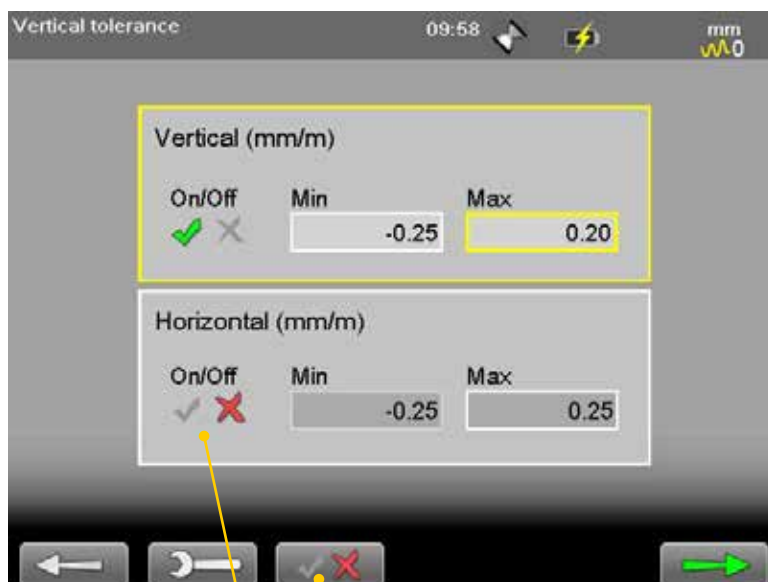 Vertical tolerance 09:58 mm
0
Vertical (mm/m)
On/Off Min Max
-0.25 0.20
Horizontal (mm/m)
On/Off Min Max
-0.25 0.25